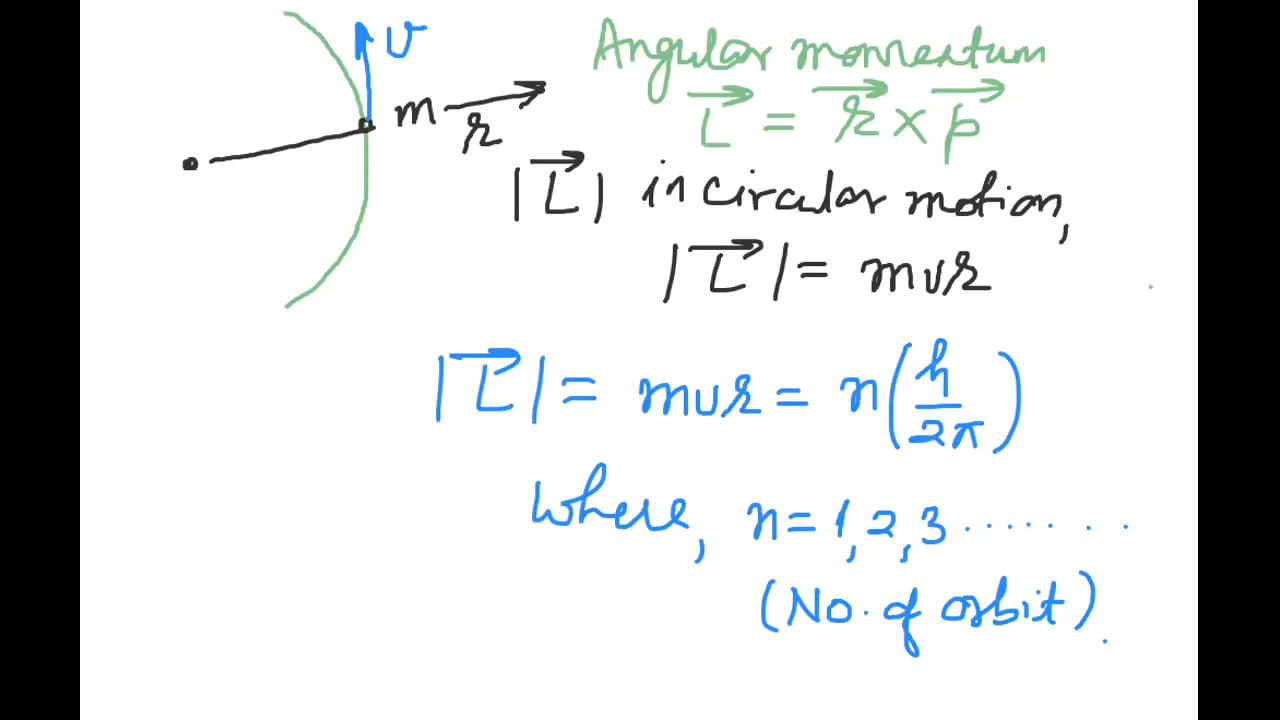 v
m
r⃗
Angular momentum
L⃗ = r⃗ × p⃗
|L⃗| in circular motion,
|L⃗| = mvr
|L⃗| = mvr = n(h/2π)
where, n = 1, 2, 3 ........
(No. of orbit).